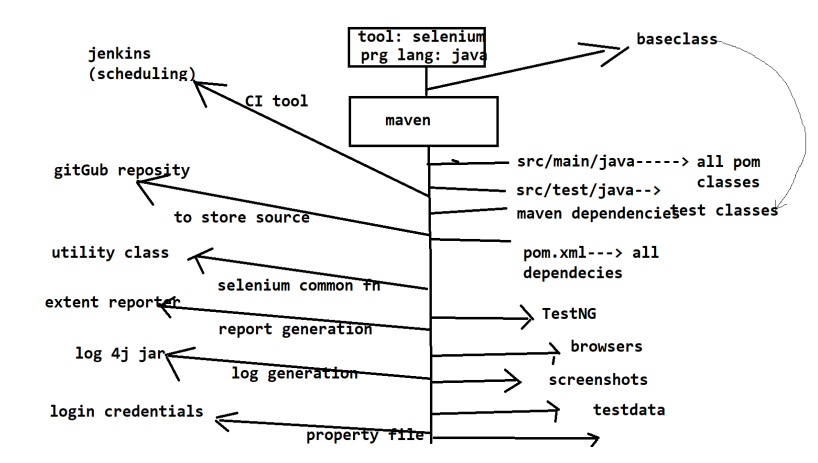 tool: selenium
prg lang: java
baseclass
jenkins
(scheduling)
CI tool
maven
src/main/java-----> all pom
classes
gitGub reposity
src/test/java-->
maven dependencies
test classes
to store source
utility class
pom.xml---> all
dependecies
selenium common fn
extent reporter
TestNG
report generation
browsers
log 4j jar
log generation
screenshots
login credentials
testdata
property file